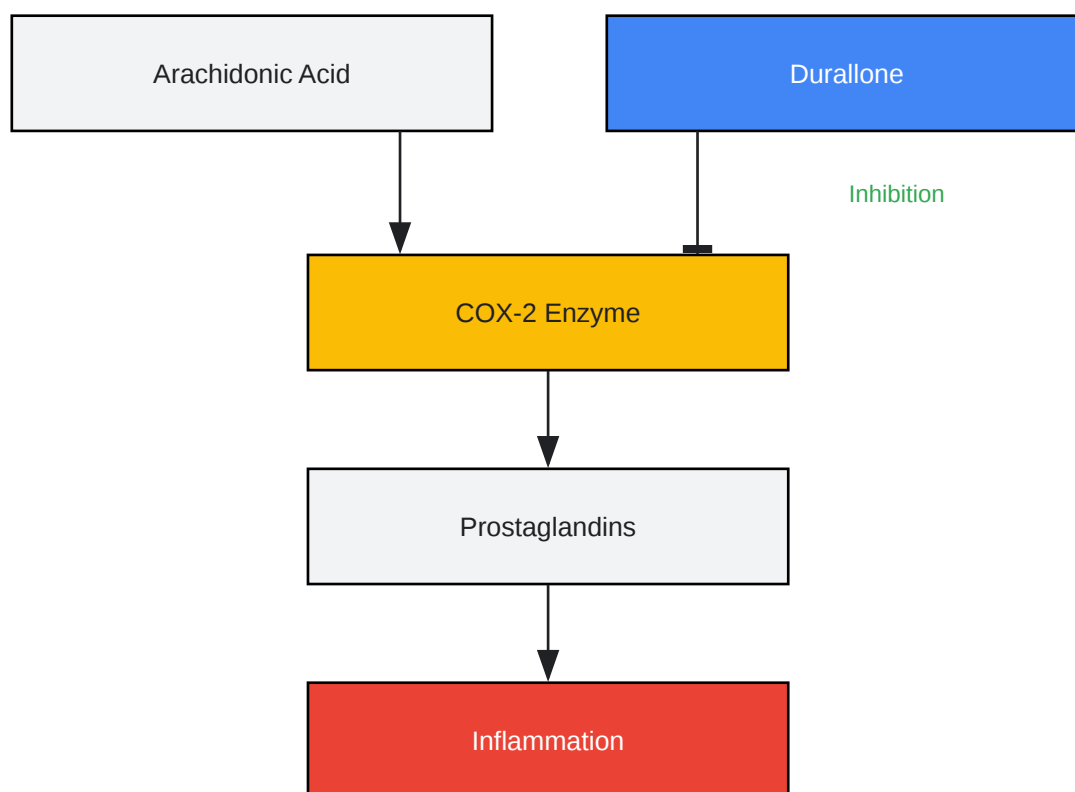 Arachidonic Acid
Durallone
Inhibition
COX-2 Enzyme
Prostaglandins
Inflammation